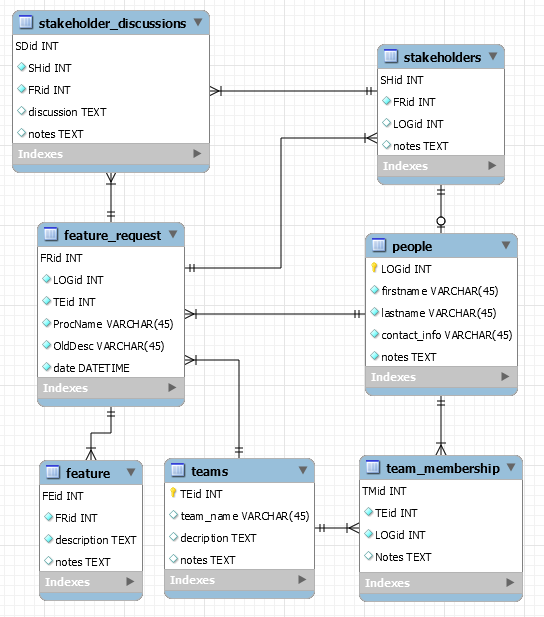 stakeholder_discussions
SDid INT
SHid INT
FRid INT
discussion TEXT
notes TEXT
Indexes
stakeholders
SHid INT
FRid INT
LOGid INT
notes TEXT
Indexes
feature_request
FRid INT
LOGid INT
TEid INT
ProcName VARCHAR(45)
OldDesc VARCHAR(45)
date DATETIME
Indexes
people
LOGid INT
firstname VARCHAR(45)
lastname VARCHAR(45)
contact_info VARCHAR(45)
notes TEXT
Indexes
feature
FEid INT
FRid INT
description TEXT
notes TEXT
Indexes
teams
TEid INT
team_name VARCHAR(45)
decription TEXT
notes TEXT
Indexes
team_membership
TMid INT
TEid INT
LOGid INT
Notes TEXT
Indexes